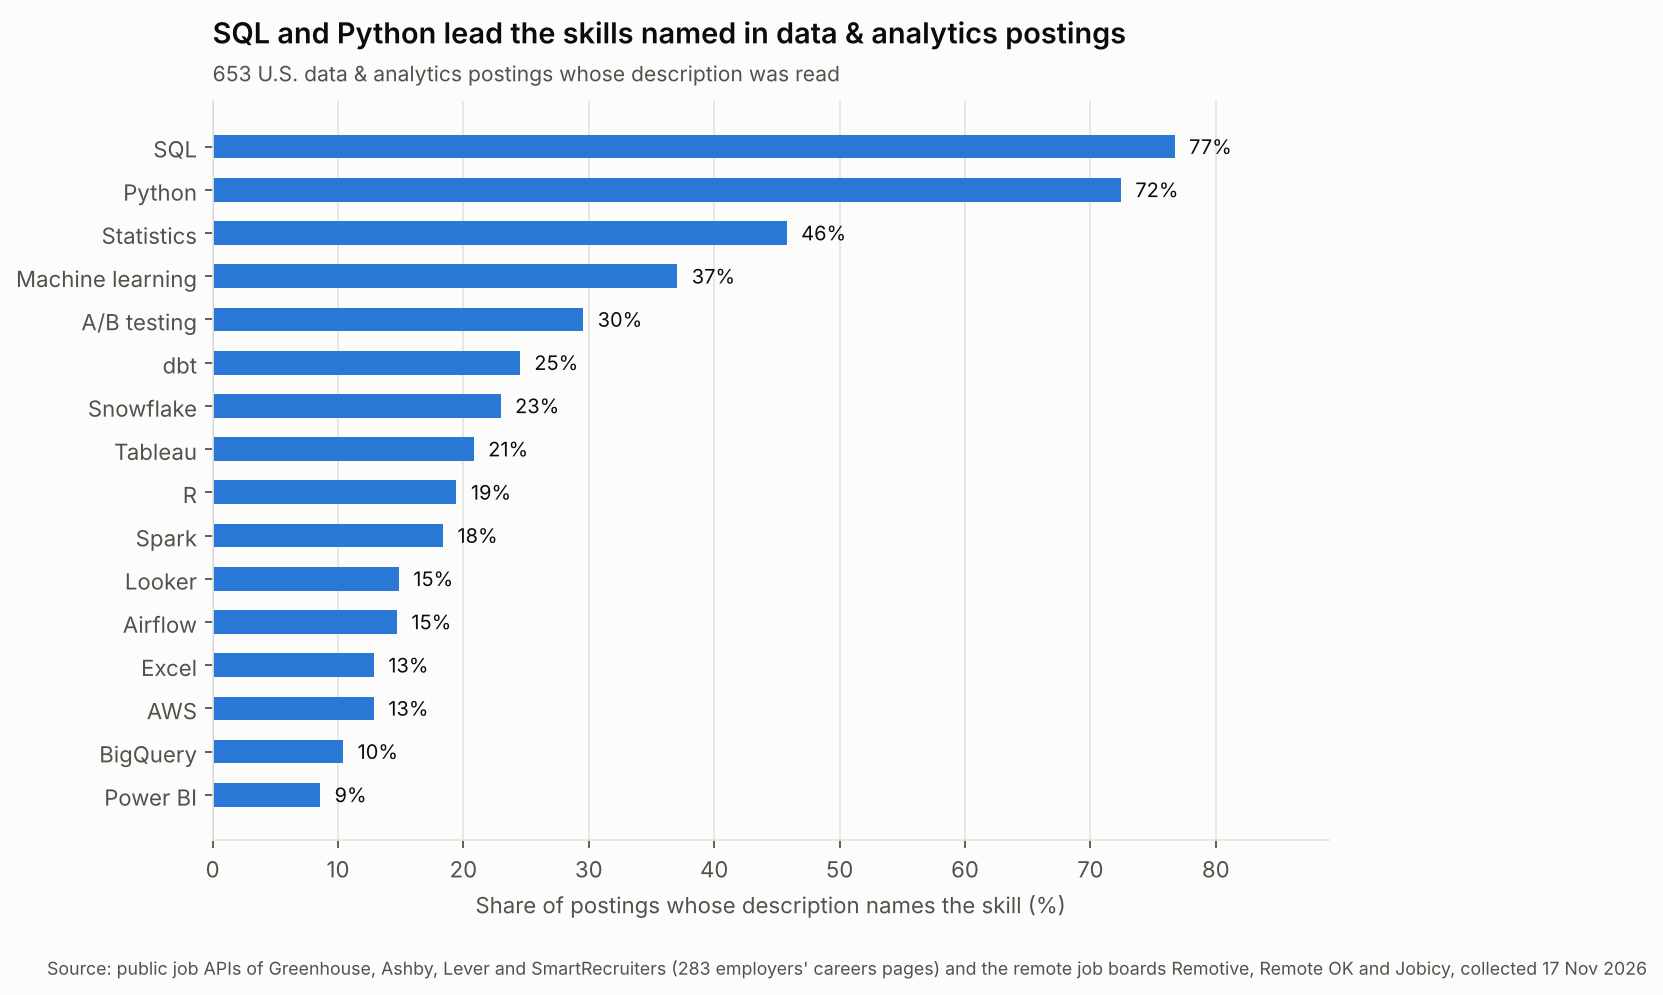 SQL and Python lead the skills named in data & analytics postings
653 U.S. data & analytics postings whose description was read
SQL 77%
Python 72%
Statistics 46%
Machine learning 37%
A/B testing 30%
dbt 25%
Snowflake 23%
Tableau 21%
R 19%
Spark 18%
Looker 15%
Airflow 15%
Excel 13%
AWS 13%
BigQuery 10%
Power BI 9%
0 10 20 30 40 50 60 70 80
Share of postings whose description names the skill (%)
Source: public job APIs of Greenhouse, Ashby, Lever and SmartRecruiters (283 employers' careers pages) and the remote job boards Remotive, Remote OK and Jobicy, collected 17 Nov 2026